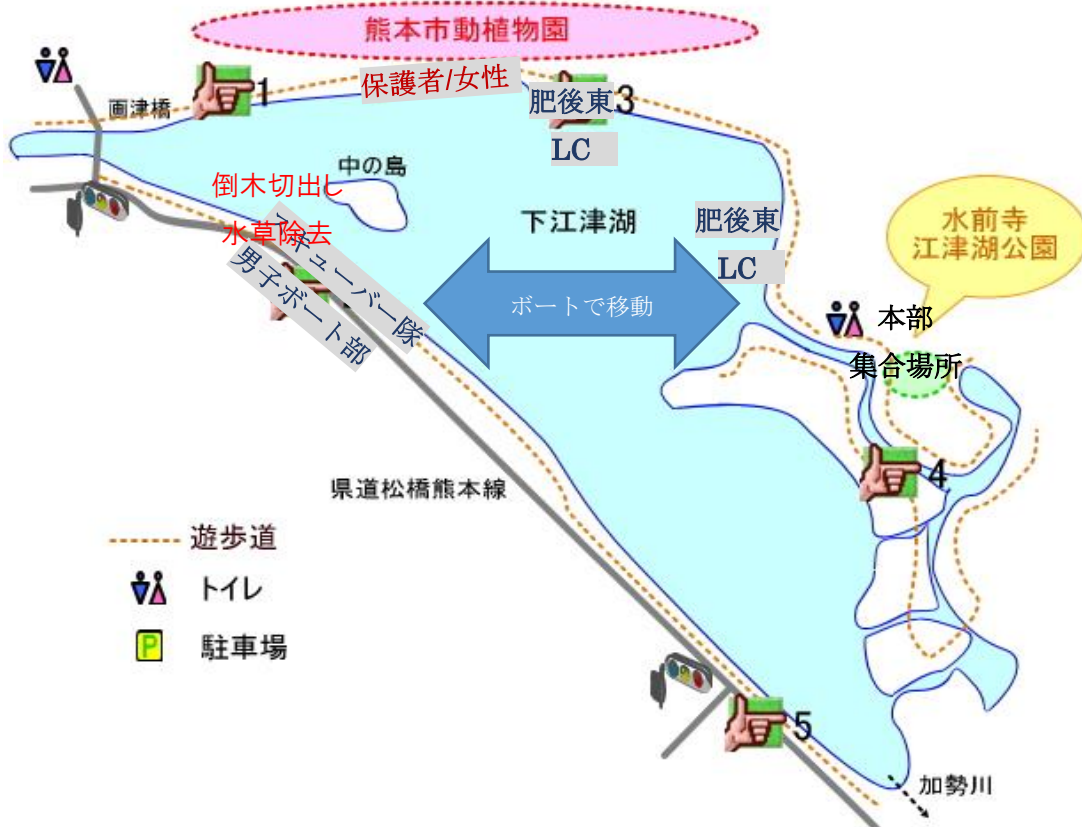 熊本市動植物園
1
保護者/女性
画津橋
肥後東
3
LC
中の島
倒木切出し
水草除去
スキューバー隊
男子ボート部
下江津湖
肥後東
LC
ボートで移動
水前寺
江津湖公園
本部
集合場所
4
県道松橋熊本線
遊歩道
トイレ
P
駐車場
5
加勢川